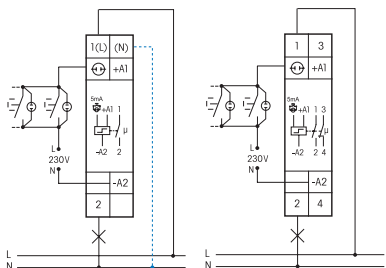 1(L) (N)
+A1
5mA
+A1 1
µ
-A2 2
L
230V
N
-A2
2
L
N
1 3
+A1
5mA
+A1 1 3
µ
-A2 2 4
L
230V
N
-A2
2 4
L
N